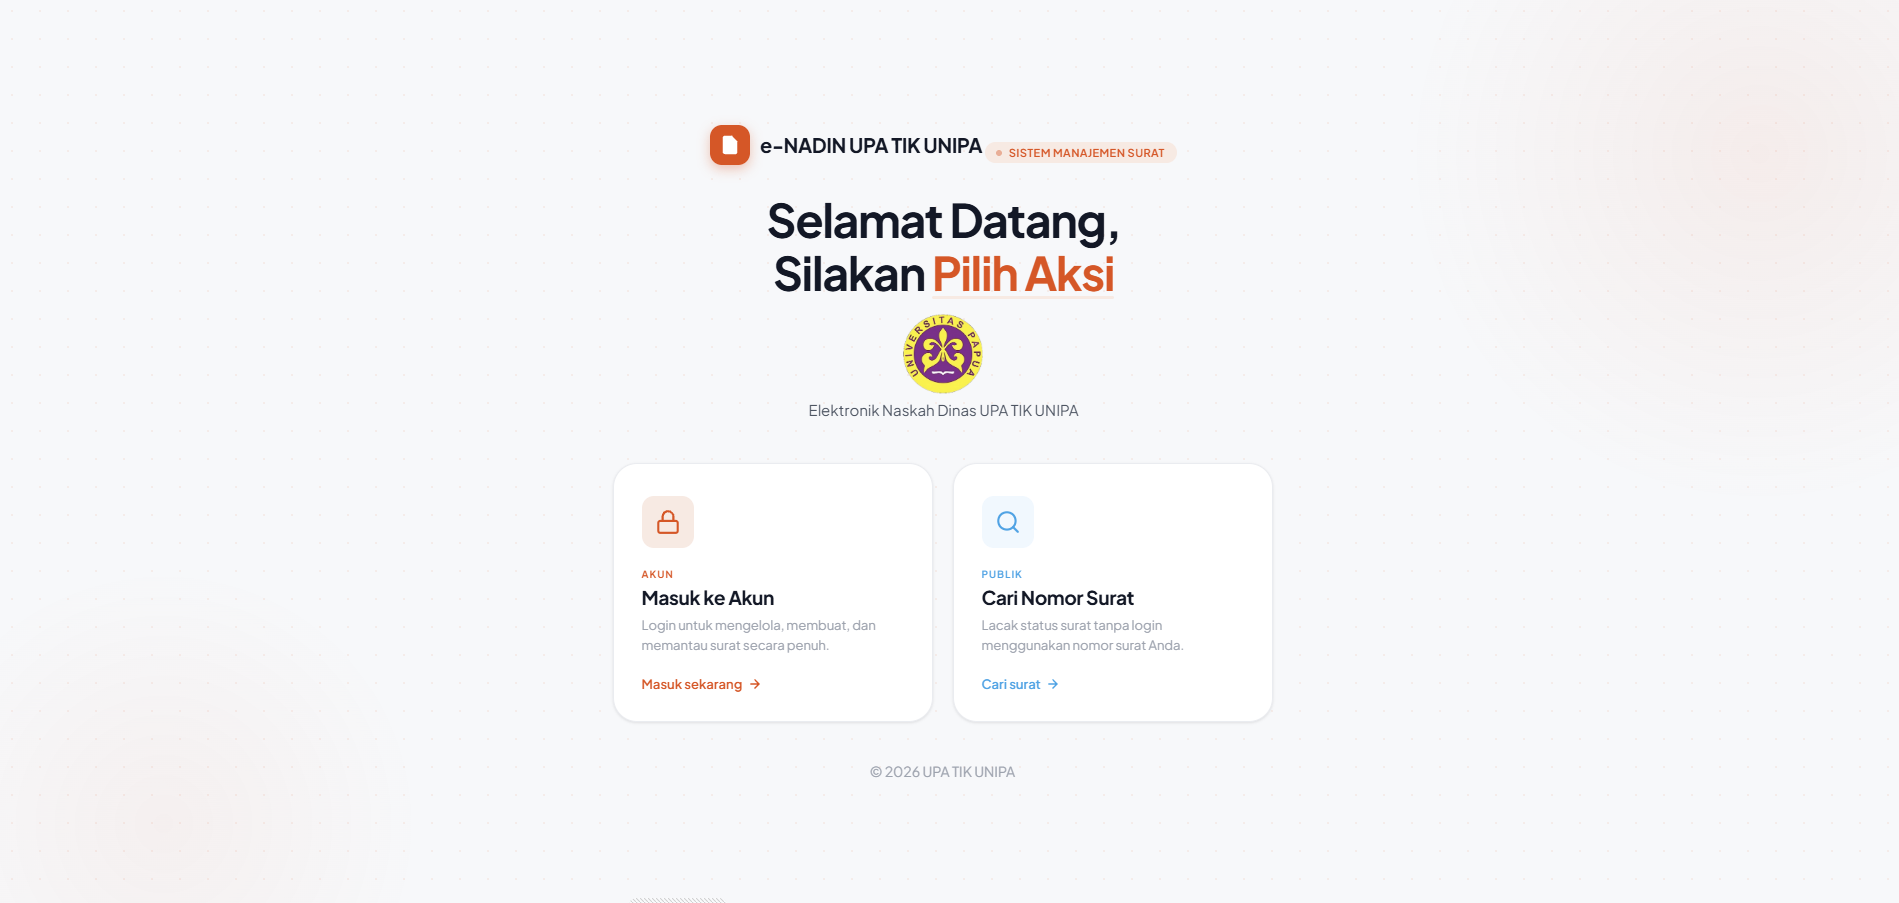 e-NADIN UPA TIK UNIPA
SISTEM MANAJEMEN SURAT
Selamat Datang,
Silakan Pilih Aksi
UNIVERSITAS PAPUA
Elektronik Naskah Dinas UPA TIK UNIPA
AKUN
Masuk ke Akun
Login untuk mengelola, membuat, dan
memantau surat secara penuh.
Masuk sekarang →
PUBLIK
Cari Nomor Surat
Lacak status surat tanpa login
menggunakan nomor surat Anda.
Cari surat →
© 2026 UPA TIK UNIPA